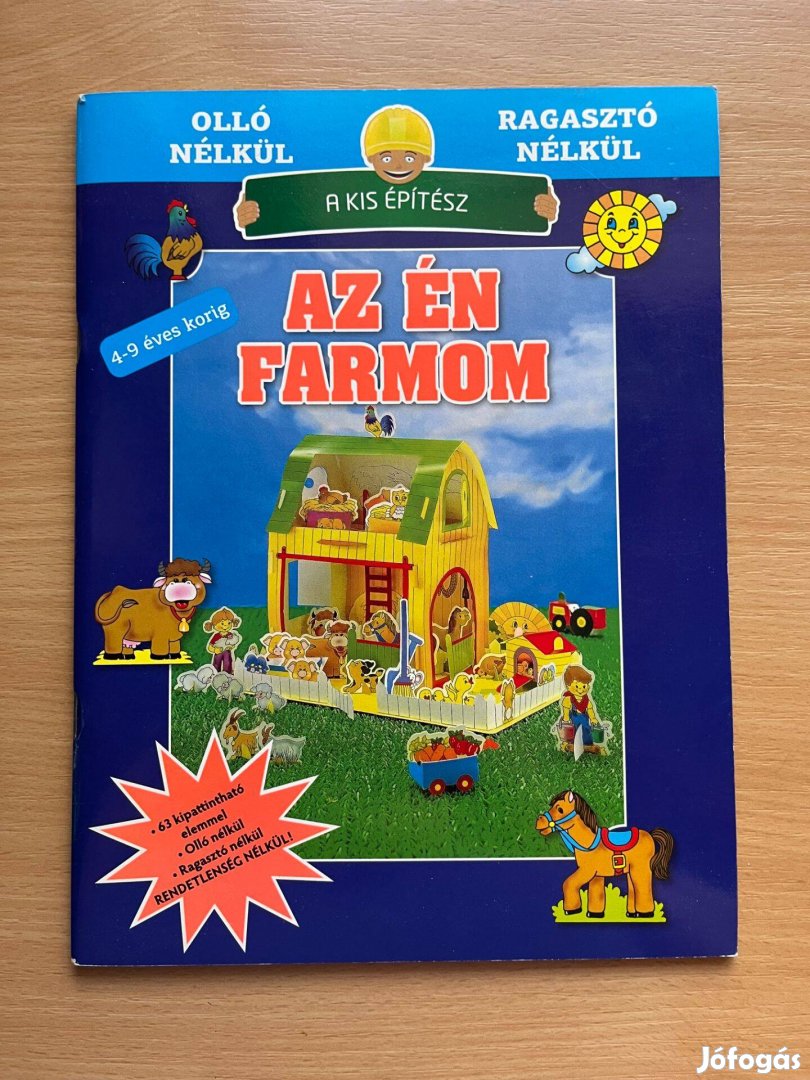 OLLÓ
NÉLKÜL
RAGASZTÓ
NÉLKÜL
A KIS ÉPÍTÉSZ
4-9 éves korig
AZ ÉN
FARMOM
• 63 kipattintható
elemmel
• Olló nélkül
• Ragasztó nélkül
RENDETLENSÉG NÉLKÜL!
Jófogás